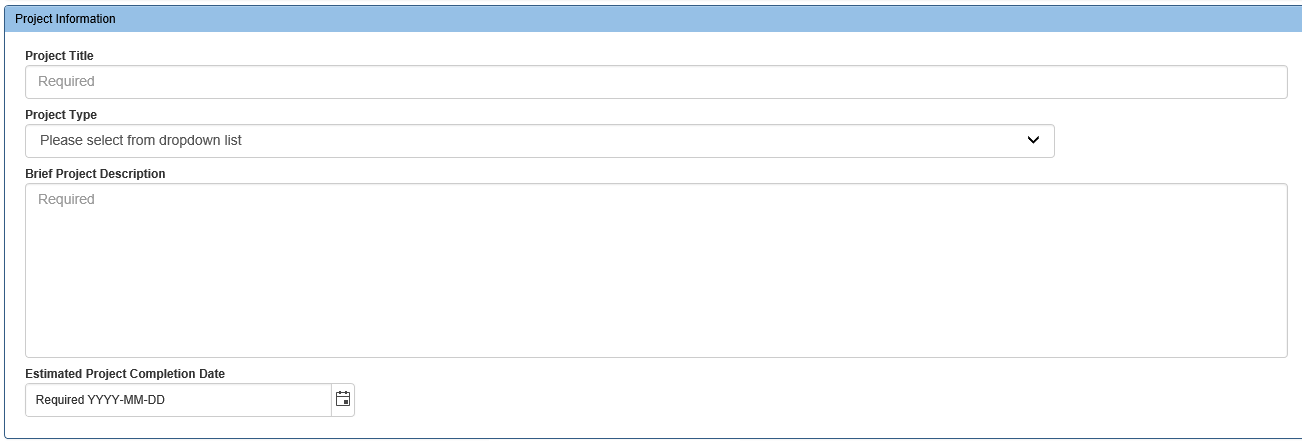 Project Information
Project Title
Required
Project Type
Please select from dropdown list
Brief Project Description
Required
Estimated Project Completion Date
Required YYYY-MM-DD